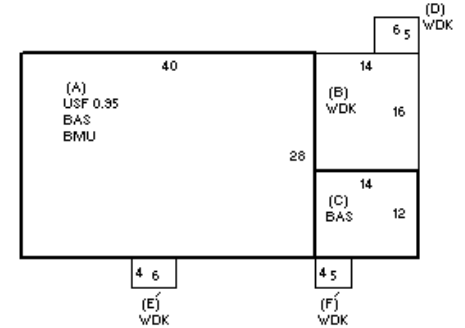 (D)
6 5 WDK
40
14
(A)
USF 0.95
BAS
BMU
(B)
WDK
16
28
14
(C)
BAS
12
4 6
4 5
(E)
WDK
(F)
WDK